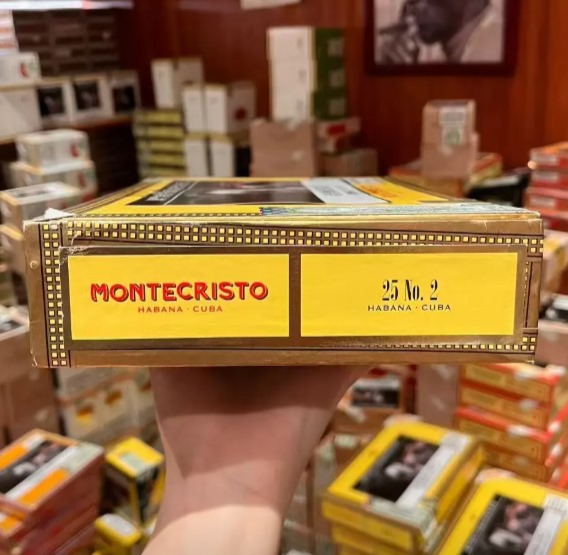 MONTECRISTO
HABANA · CUBA
25 No. 2
HABANA · CUBA